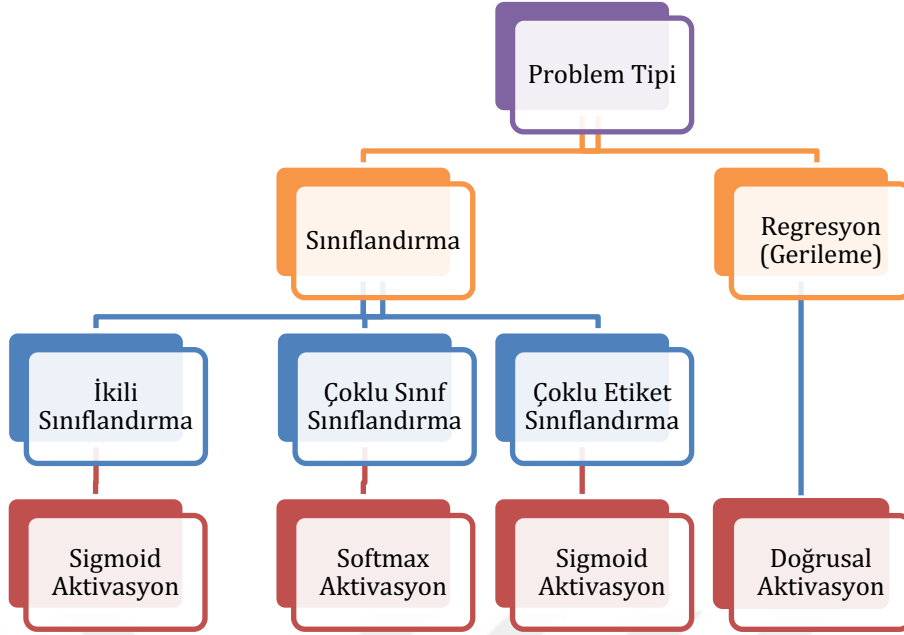 Problem Tipi
Sınıflandırma
Regresyon
(Gerileme)
İkili
Sınıflandırma
Çoklu Sınıf
Sınıflandırma
Çoklu Etiket
Sınıflandırma
Sigmoid
Aktivasyon
Softmax
Aktivasyon
Sigmoid
Aktivasyon
Doğrusal
Aktivasyon